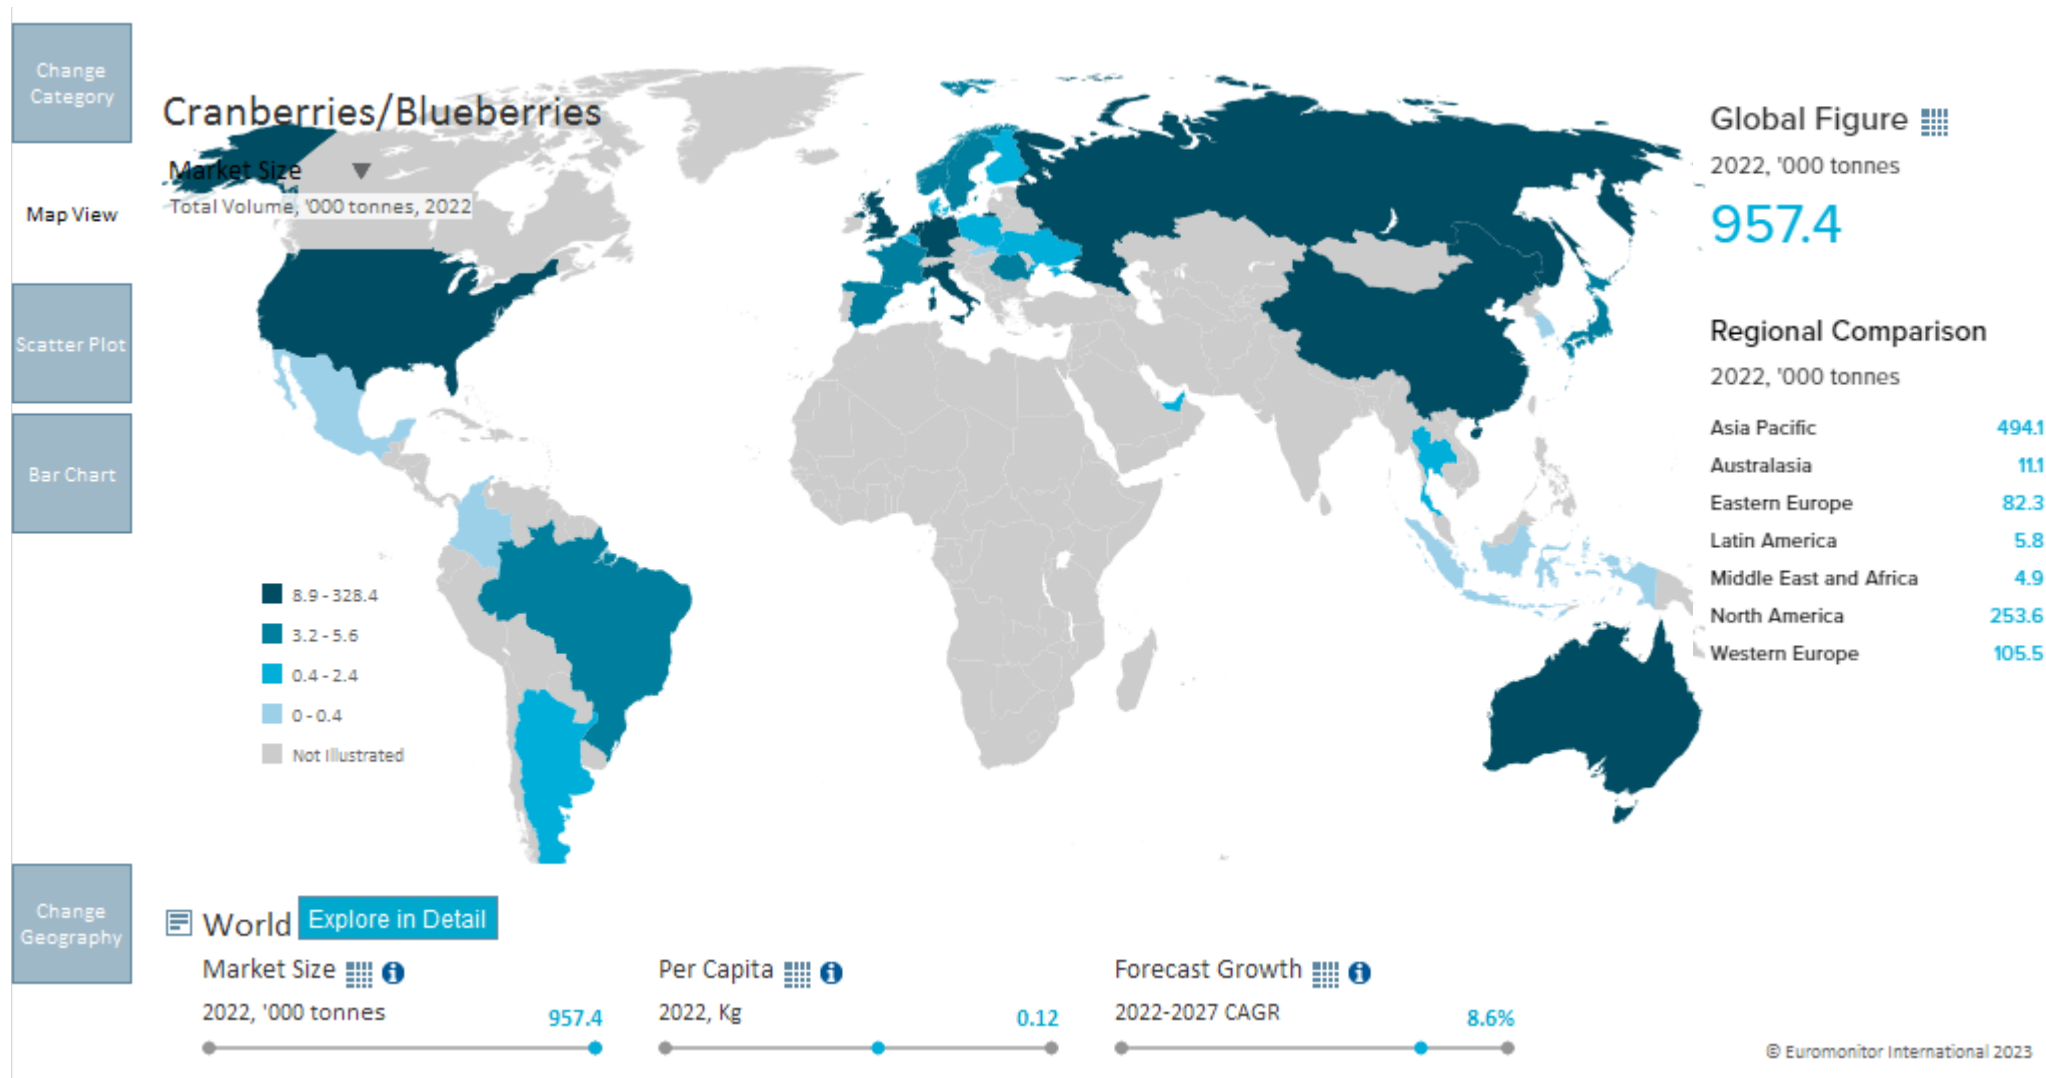 Change
Category
Map View
Scatter Plot
Bar Chart
Change
Geography
Cranberries/Blueberries
Market Size
Total Volume, '000 tonnes, 2022
8.9 - 328.4
3.2 - 5.6
0.4 - 2.4
0 - 0.4
Not Illustrated
Global Figure
2022, '000 tonnes
957.4
Regional Comparison
2022, '000 tonnes
Asia Pacific 494.1
Australasia 11.1
Eastern Europe 82.3
Latin America 5.8
Middle East and Africa 4.9
North America 253.6
Western Europe 105.5
World Explore in Detail
Market Size
2022, '000 tonnes 957.4
Per Capita
2022, Kg 0.12
Forecast Growth
2022-2027 CAGR 8.6%
© Euromonitor International 2023